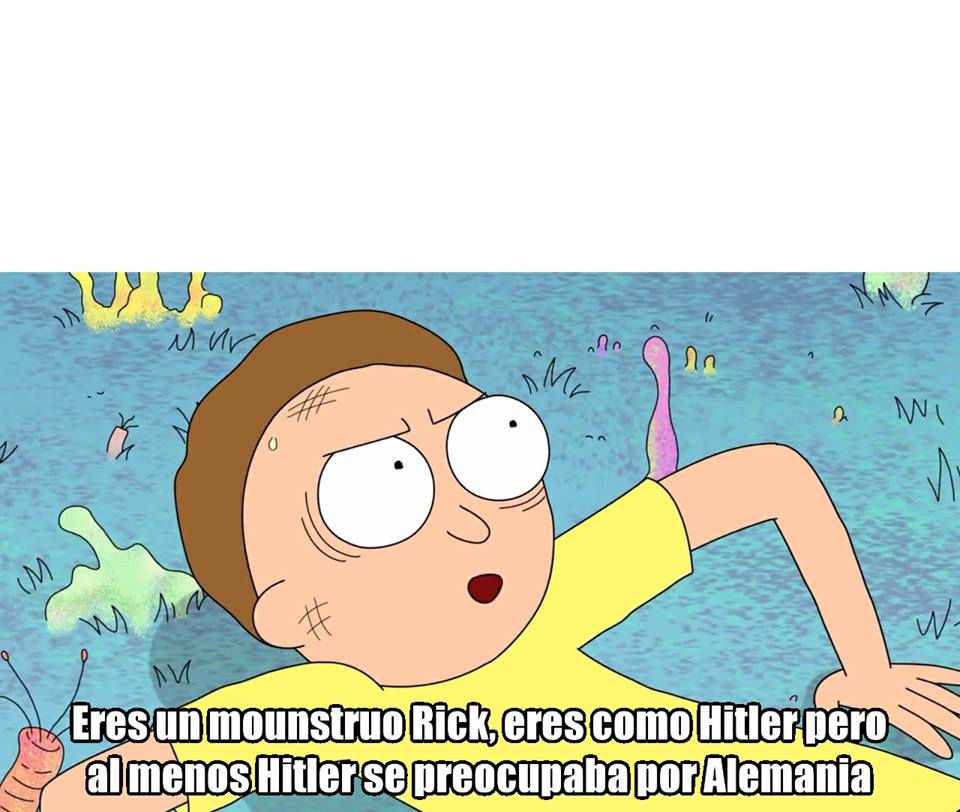 Eres un mounstruo Rick, eres como Hitler pero
al menos Hitler se preocupaba por Alemania